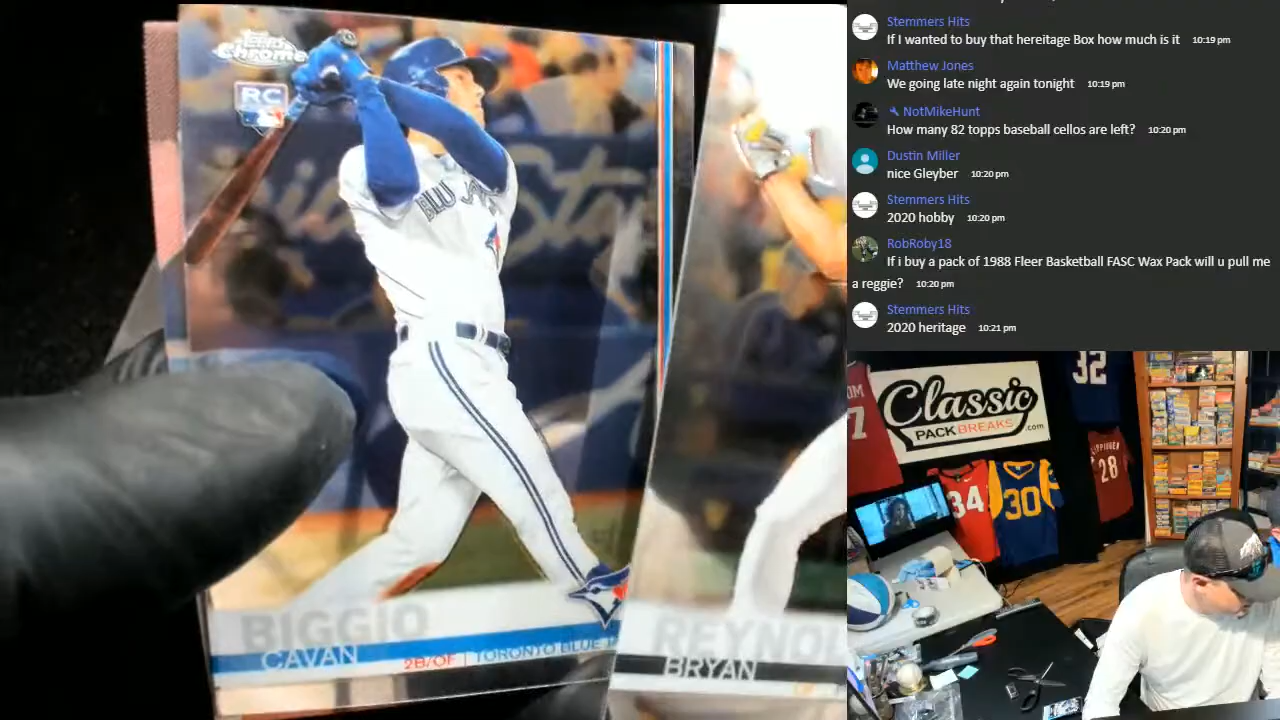 Topps
Chrome
RC
BLUE JAYS
BIGGIO
CAVAN
2B/OF | TORONTO BLUE
REYNOL
BRYAN
Stemmers Hits
If I wanted to buy that hereitage Box how much is it 10:19 pm
Matthew Jones
We going late night again tonight 10:19 pm
NotMikeHunt
How many 82 topps baseball cellos are left? 10:20 pm
Dustin Miller
nice Gleyber 10:20 pm
Stemmers Hits
2020 hobby 10:20 pm
RobRoby18
If i buy a pack of 1988 Fleer Basketball FASC Wax Pack will u pull me
a reggie? 10:20 pm
Stemmers Hits
2020 heritage 10:21 pm
Classic
PACK BREAKS.com
32
7
34
30
28